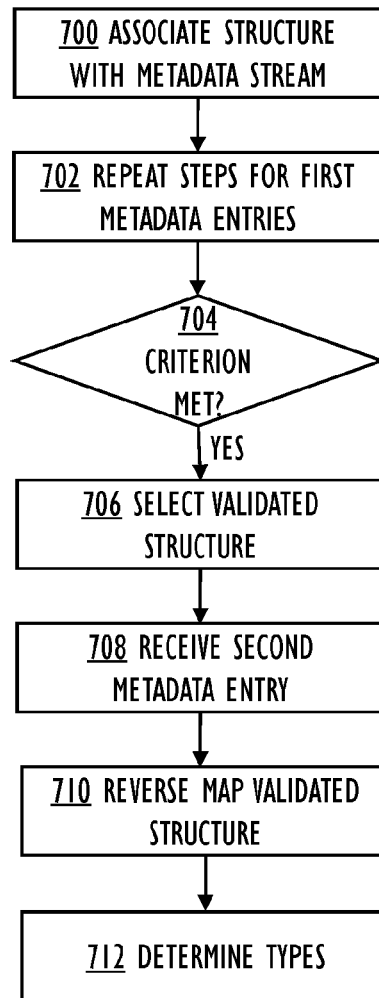 700 ASSOCIATE STRUCTURE
WITH METADATA STREAM
702 REPEAT STEPS FOR FIRST
METADATA ENTRIES
704
CRITERION
MET?
YES
706 SELECT VALIDATED
STRUCTURE
708 RECEIVE SECOND
METADATA ENTRY
710 REVERSE MAP VALIDATED
STRUCTURE
712 DETERMINE TYPES